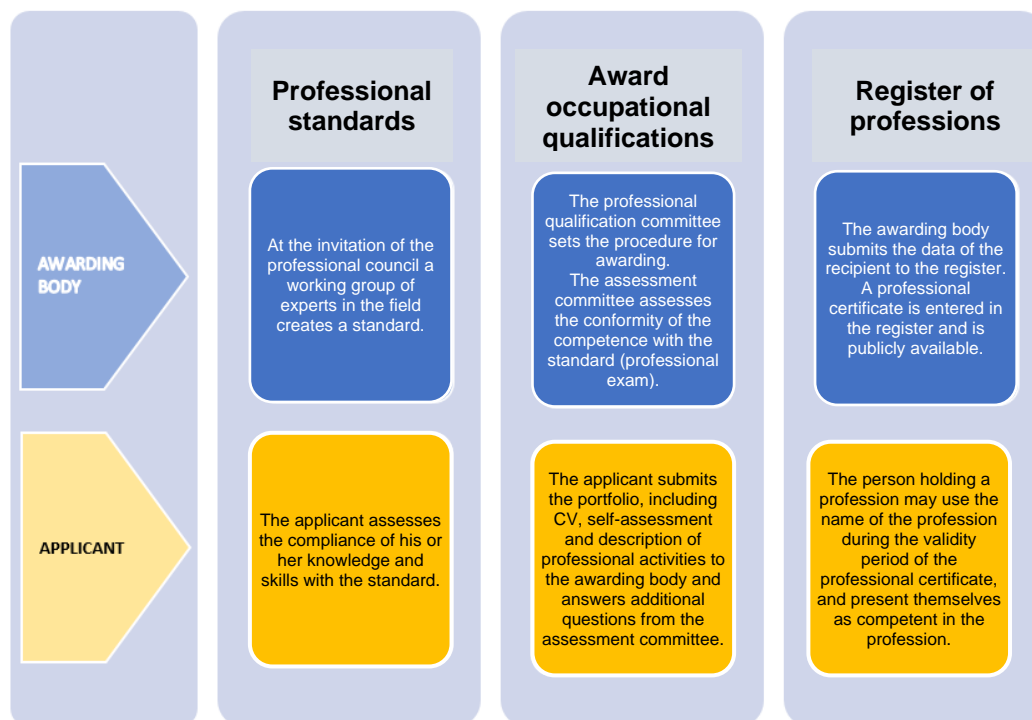 Professional
standards
Award
occupational
qualifications
Register of
professions
AWARDING
BODY
At the invitation of the
professional council a
working group of
experts in the field
creates a standard.
The professional
qualification committee
sets the procedure for
awarding.
The assessment
committee assesses
the conformity of the
competence with the
standard (professional
exam).
The awarding body
submits the data of the
recipient to the register.
A professional
certificate is entered in
the register and is
publicly available.
APPLICANT
The applicant assesses
the compliance of his or
her knowledge and
skills with the standard.
The applicant submits
the portfolio, including
CV, self-assessment
and description of
professional activities to
the awarding body and
answers additional
questions from the
assessment committee.
The person holding a
profession may use the
name of the profession
during the validity
period of the
professional certificate,
and present themselves
as competent in the
profession.